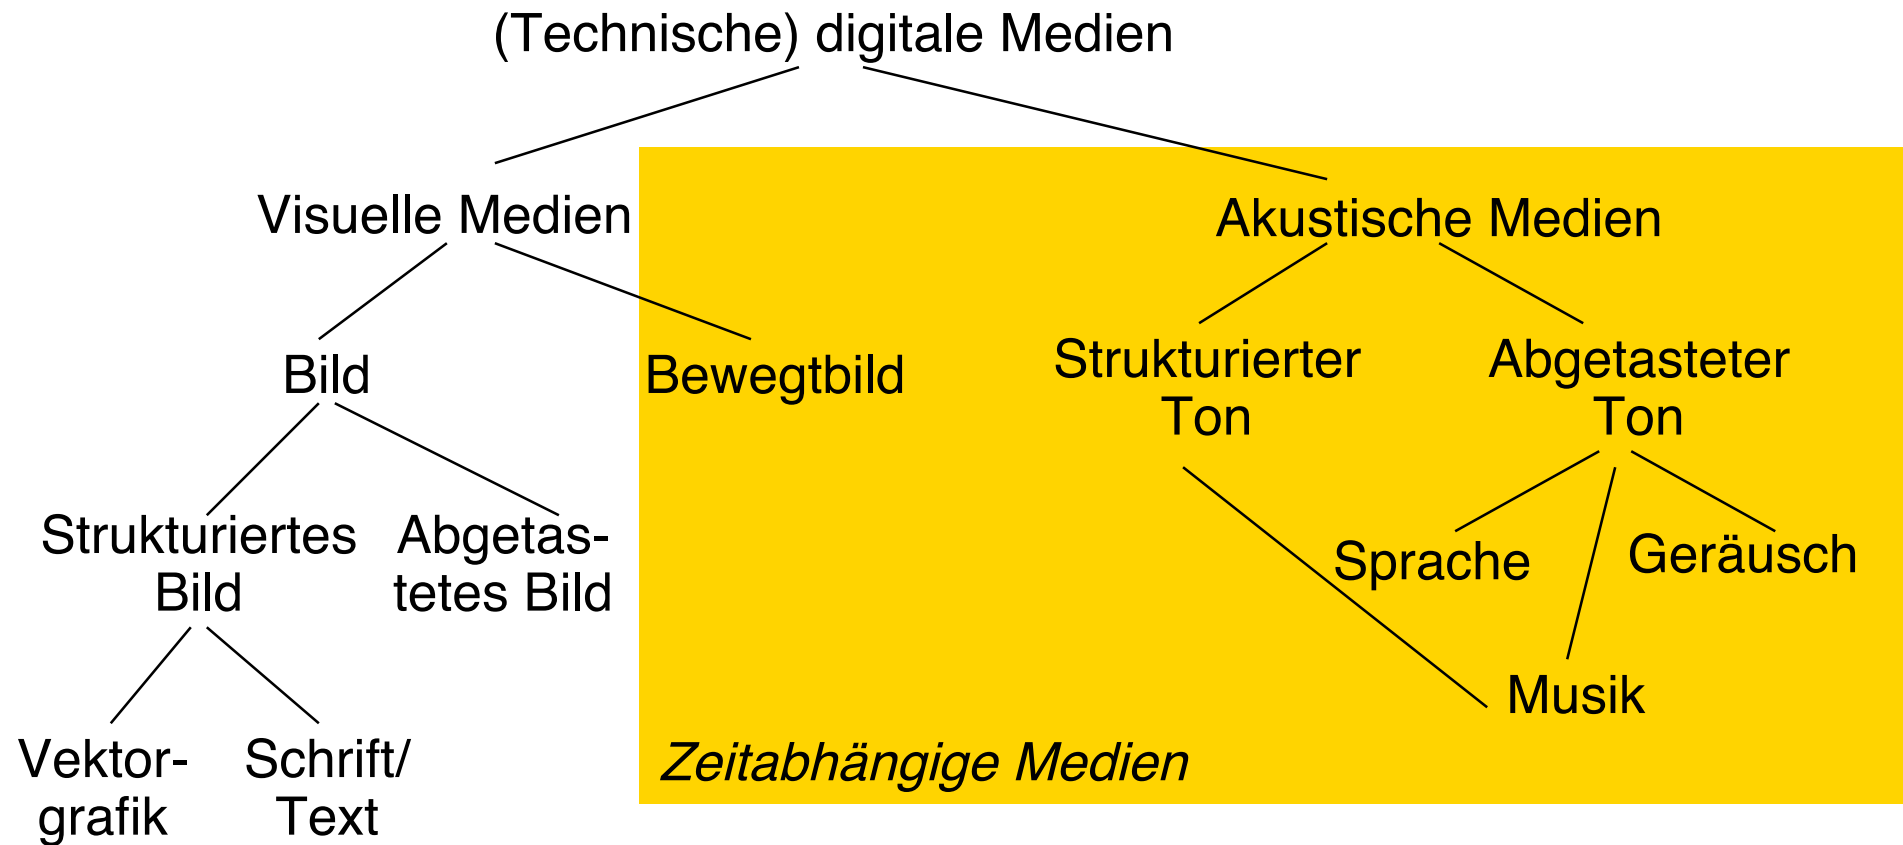 (Technische) digitale Medien
Visuelle Medien
Akustische Medien
Bild
Bewegtbild
Strukturierter
Ton
Abgetasteter
Ton
Strukturiertes
Bild
Abgetas-
tetes Bild
Sprache
Geräusch
Musik
Vektor-
grafik
Schrift/
Text
Zeitabhängige Medien